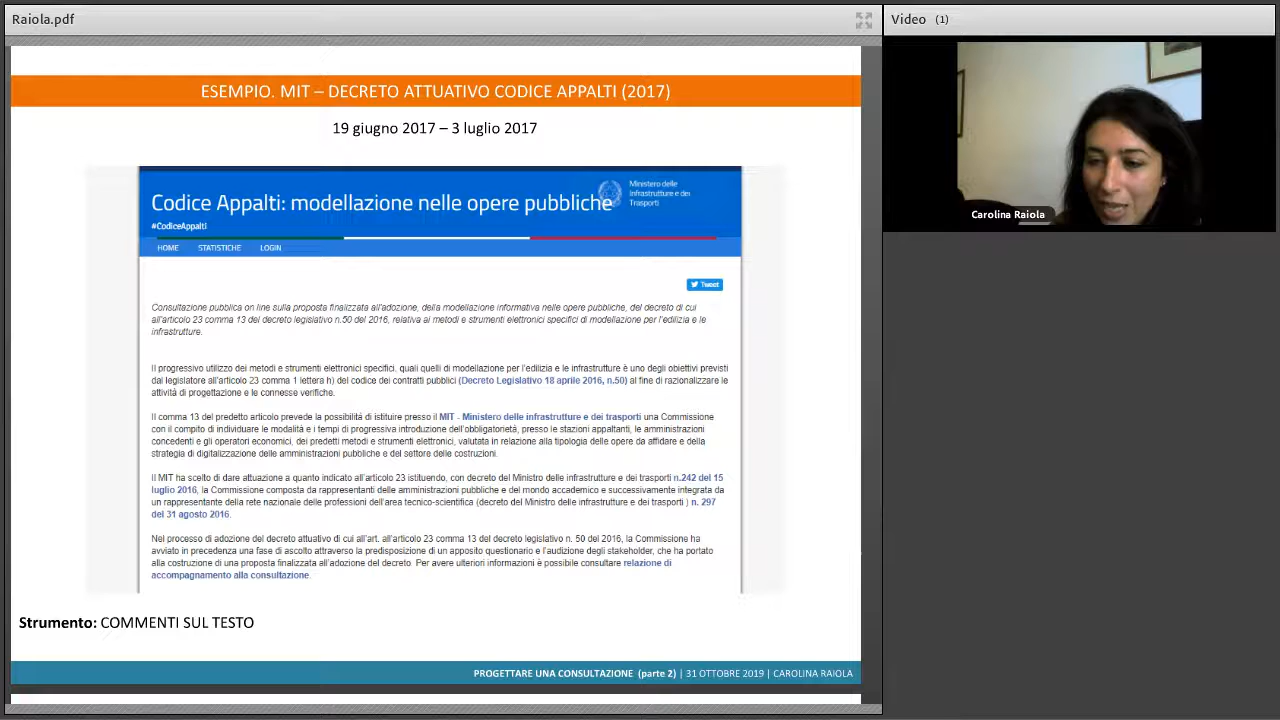 Raiola.pdf
Video (1)
ESEMPIO. MIT – DECRETO ATTUATIVO CODICE APPALTI (2017)
19 giugno 2017 – 3 luglio 2017
Codice Appalti: modellazione nelle opere pubbliche
Ministero delle
Infrastrutture e dei
Trasporti
#CodiceAppalti
HOME STATISTICHE LOGIN
Tweet
Consultazione pubblica on line sulla proposta finalizzata all'adozione, della modellazione informativa nelle opere pubbliche, del decreto di cui
all'articolo 23 comma 13 del decreto legislativo n.50 del 2016, relativa ai metodi e strumenti elettronici specifici di modellazione per l'edilizia e le
infrastrutture.
Il progressivo utilizzo dei metodi e strumenti elettronici specifici, quali quelli di modellazione per l'edilizia e le infrastrutture è uno degli obiettivi previsti
dal legislatore all'articolo 23 comma 1 lettera h) del codice dei contratti pubblici (Decreto Legislativo 18 aprile 2016, n.50) al fine di razionalizzare le
attività di progettazione e le connesse verifiche.
Il comma 13 del predetto articolo prevede la possibilità di istituire presso il MIT - Ministero delle infrastrutture e dei trasporti una Commissione
con il compito di individuare le modalità e i tempi di progressiva introduzione dell'obbligatorietà, presso le stazioni appaltanti, le amministrazioni
concedenti e gli operatori economici, dei predetti metodi e strumenti elettronici, valutata in relazione alla tipologia delle opere da affidare e della
strategia di digitalizzazione delle amministrazioni pubbliche e del settore delle costruzioni.
Il MIT ha scelto di dare attuazione a quanto indicato all'articolo 23 istituendo, con decreto del Ministro delle infrastrutture e dei trasporti n.242 del 15
luglio 2016, la Commissione composta da rappresentanti delle amministrazioni pubbliche e del mondo accademico e successivamente integrata da
un rappresentante della rete nazionale delle professioni dell'area tecnico-scientifica (decreto del Ministro delle infrastrutture e dei trasporti ) n. 297
del 31 agosto 2016.
Nel processo di adozione del decreto attuativo di cui all'art. all'articolo 23 comma 13 del decreto legislativo n. 50 del 2016, la Commissione ha
avviato in precedenza una fase di ascolto attraverso la predisposizione di un apposito questionario e l'audizione degli stakeholder, che ha portato
alla costruzione di una proposta finalizzata all'adozione del decreto. Per avere ulteriori informazioni è possibile consultare relazione di
accompagnamento alla consultazione.
Strumento: COMMENTI SUL TESTO
PROGETTARE UNA CONSULTAZIONE (parte 2) | 31 OTTOBRE 2019 | CAROLINA RAIOLA
Carolina Raiola